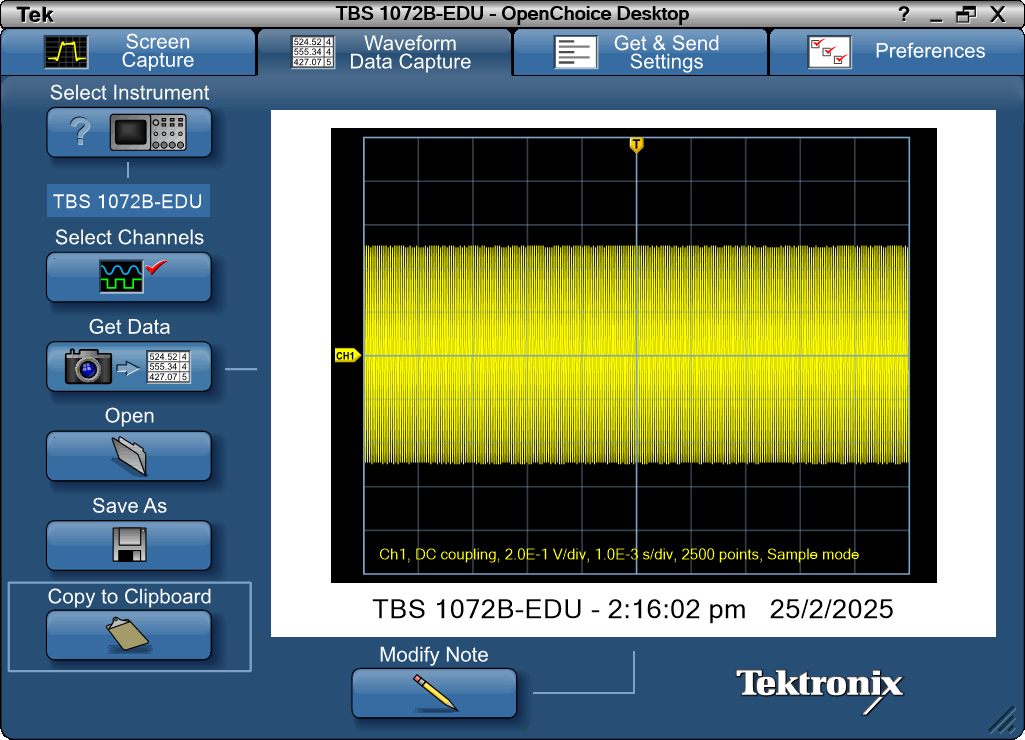 Tek
TBS 1072B-EDU - OpenChoice Desktop
? _ X
Screen
Capture
524.52 4
555.34 4
427.07 5
Waveform
Data Capture
Get & Send
Settings
Preferences
Select Instrument
?
TBS 1072B-EDU
Select Channels
Get Data
524.52 4
555.34 4
427.07 5
Open
Save As
Copy to Clipboard
T
CH1
Ch1, DC coupling, 2.0E-1 V/div, 1.0E-3 s/div, 2500 points, Sample mode
TBS 1072B-EDU - 2:16:02 pm 25/2/2025
Modify Note
Tektronix